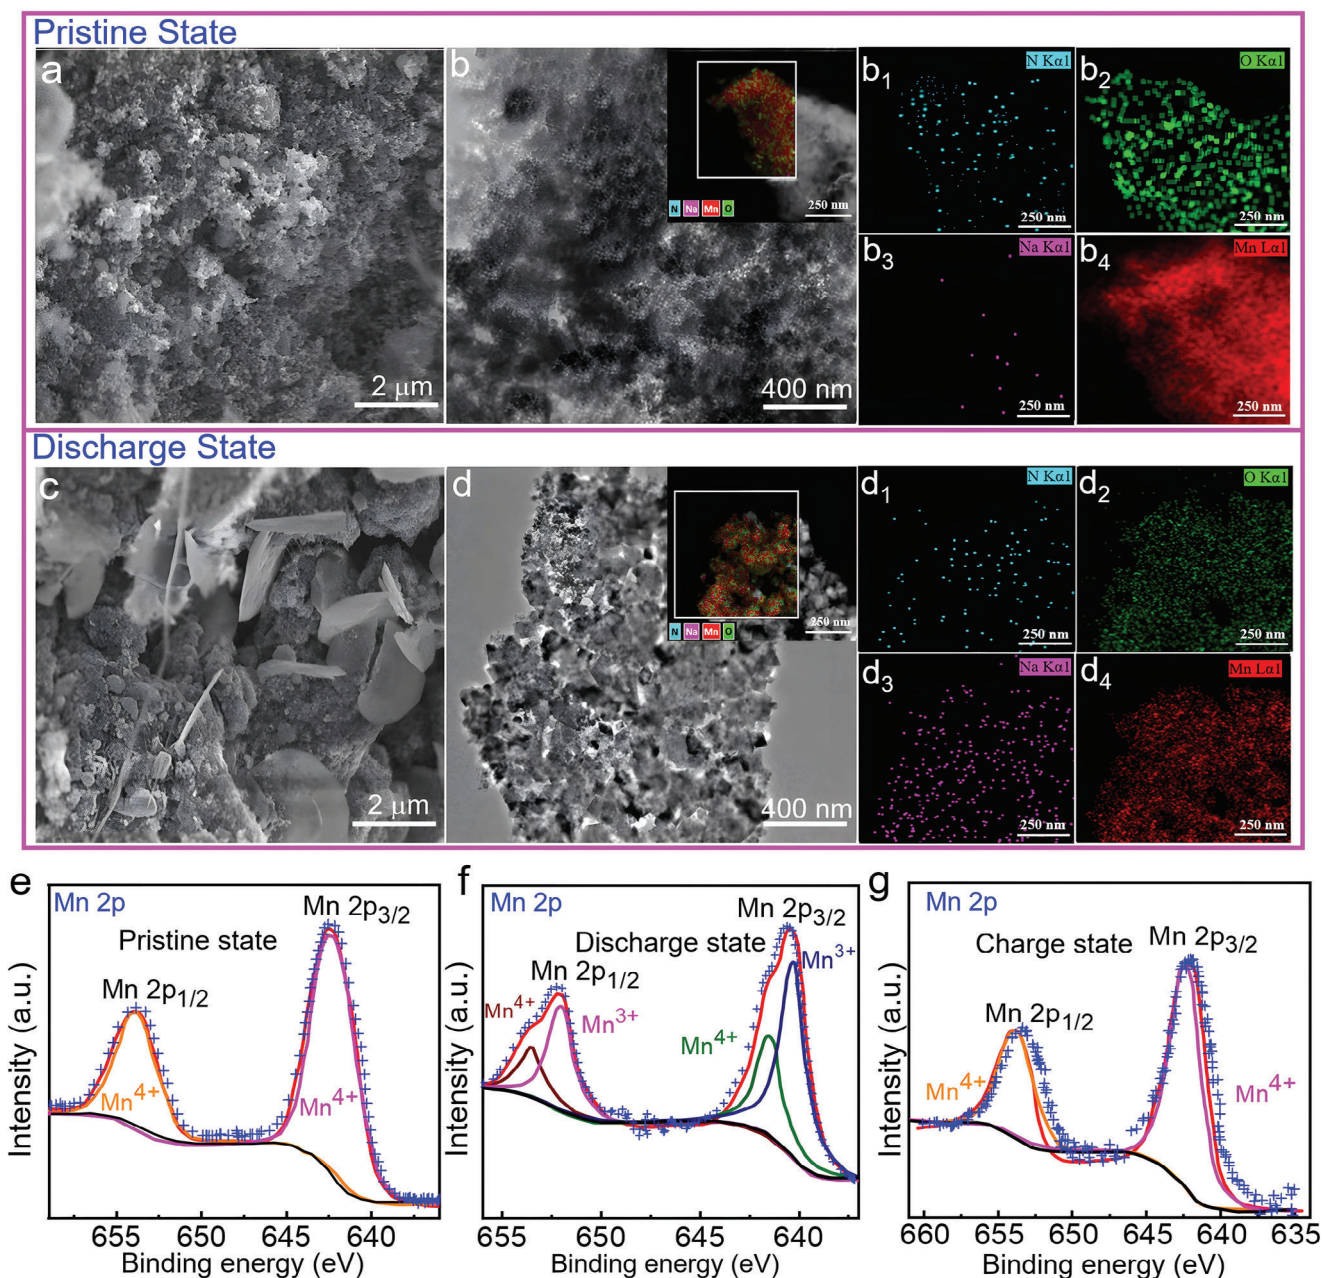 Pristine State
a
2 μm
b
N Na Mn O
250 nm
400 nm
b1
N Kα1
250 nm
b2
O Kα1
250 nm
b3
Na Kα1
250 nm
b4
Mn Lα1
250 nm
Discharge State
c
2 μm
d
N Na Mn O
250 nm
400 nm
d1
N Kα1
250 nm
d2
O Kα1
250 nm
d3
Na Kα1
250 nm
d4
Mn Lα1
250 nm
e
Mn 2p
Mn 2p3/2
Pristine state
Mn 2p1/2
Mn4+
Mn4+
Intensity (a.u.)
655 650 645 640
Binding energy (eV)
f
Mn 2p
Mn 2p3/2
Discharge state
Mn3+
Mn 2p1/2
Mn4+
Mn3+
Mn4+
Intensity (a.u.)
655 650 645 640
Binding energy (eV)
g
Mn 2p
Mn 2p3/2
Charge state
Mn 2p1/2
Mn4+
Mn4+
Intensity (a.u.)
660 655 650 645 640 635
Binding energy (eV)